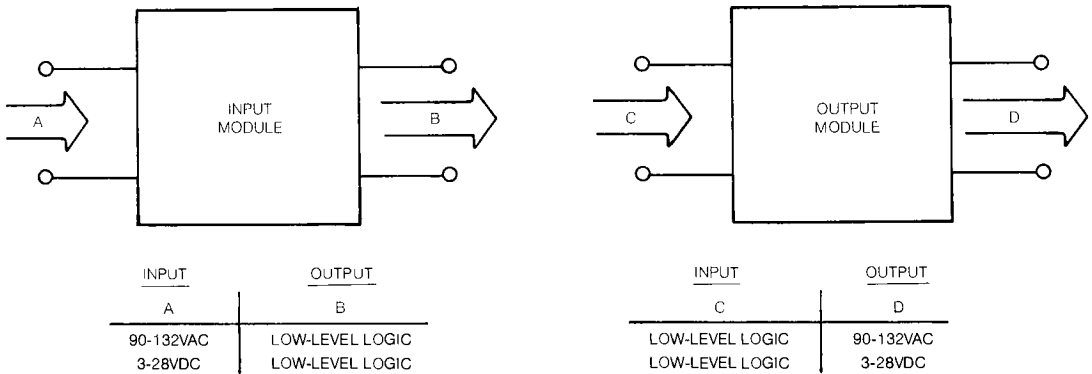 A
INPUT
MODULE
B
INPUT OUTPUT
A B
90-132VAC LOW-LEVEL LOGIC
3-28VDC LOW-LEVEL LOGIC
C
OUTPUT
MODULE
D
INPUT OUTPUT
C D
LOW-LEVEL LOGIC 90-132VAC
LOW-LEVEL LOGIC 3-28VDC